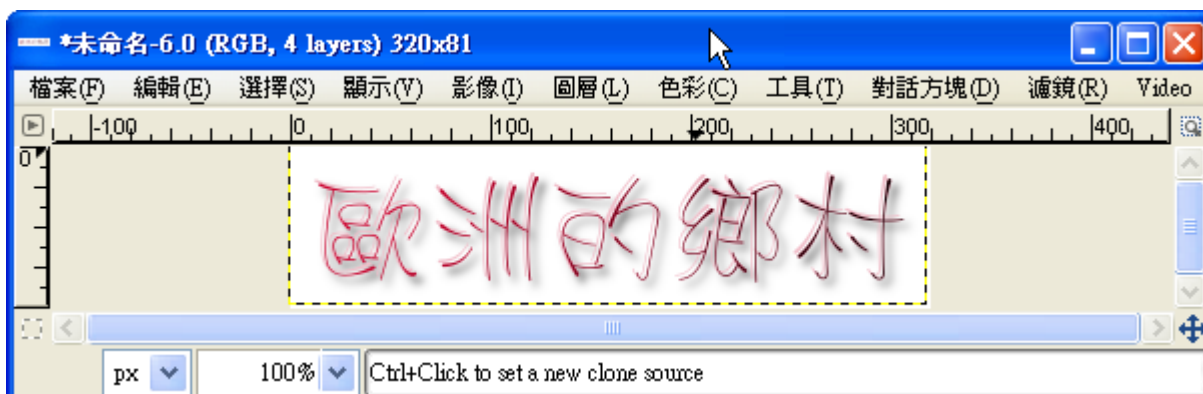 *未命名-6.0 (RGB, 4 layers) 320x81
檔案(F) 編輯(E) 選擇(S) 顯示(V) 影像(I) 圖層(L) 色彩(C) 工具(T) 對話方塊(D) 濾鏡(R) Video
-100 0 100 200 300 400
0
歐洲的鄉村
px 100% Ctrl+Click to set a new clone source